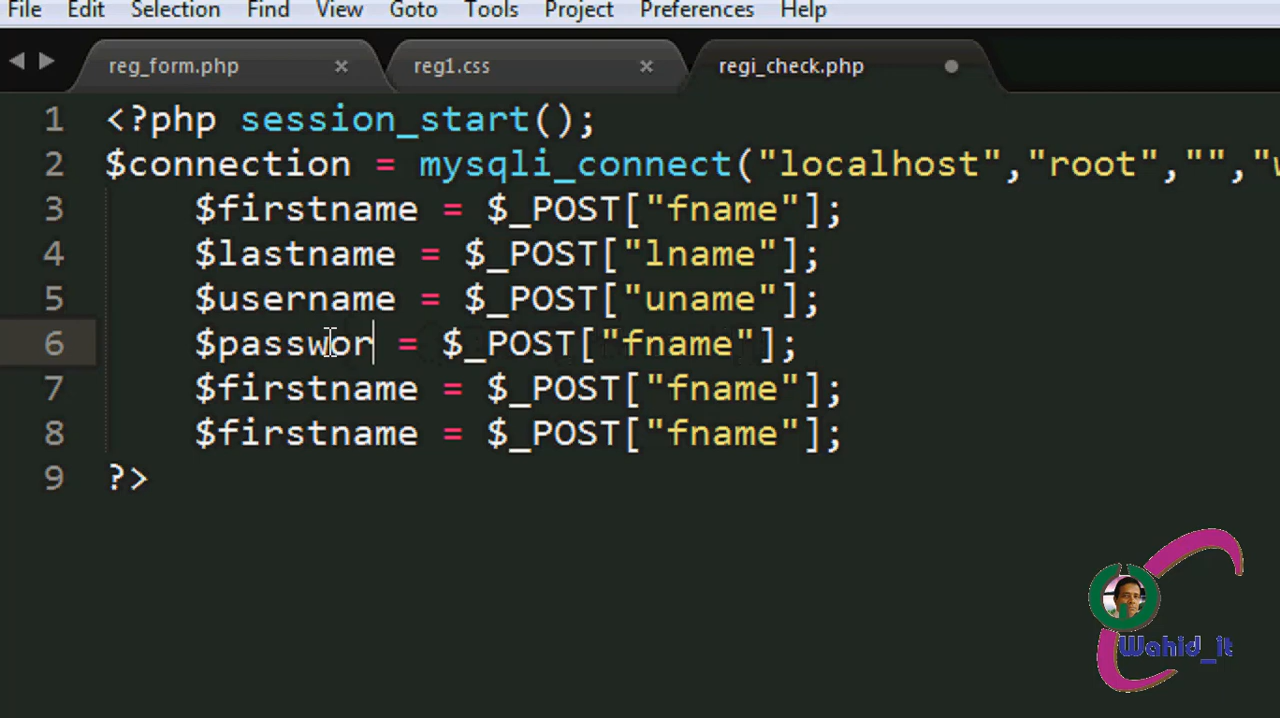 File Edit Selection Find View Goto Tools Project Preferences Help
reg_form.php × reg1.css × regi_check.php
1 <?php session_start();
2 $connection = mysqli_connect("localhost","root","","
3 $firstname = $_POST["fname"];
4 $lastname = $_POST["lname"];
5 $username = $_POST["uname"];
6 $passwor = $_POST["fname"];
7 $firstname = $_POST["fname"];
8 $firstname = $_POST["fname"];
9 ?>
Wahid_it